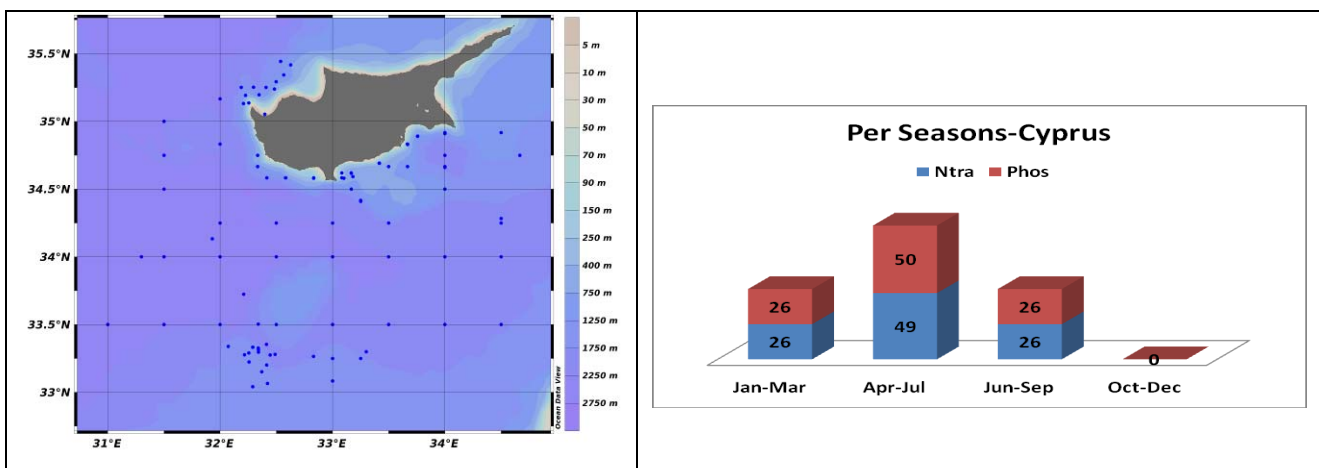 35.5°N
35°N
34.5°N
34°N
33.5°N
33°N
31°E
32°E
33°E
34°E
5 m
10 m
30 m
50 m
70 m
90 m
150 m
250 m
400 m
750 m
1250 m
1750 m
2250 m
2750 m
Ocean Data View
Per Seasons-Cyprus
Ntra Phos
26
26
50
49
26
26
0
Jan-Mar Apr-Jul Jun-Sep Oct-Dec